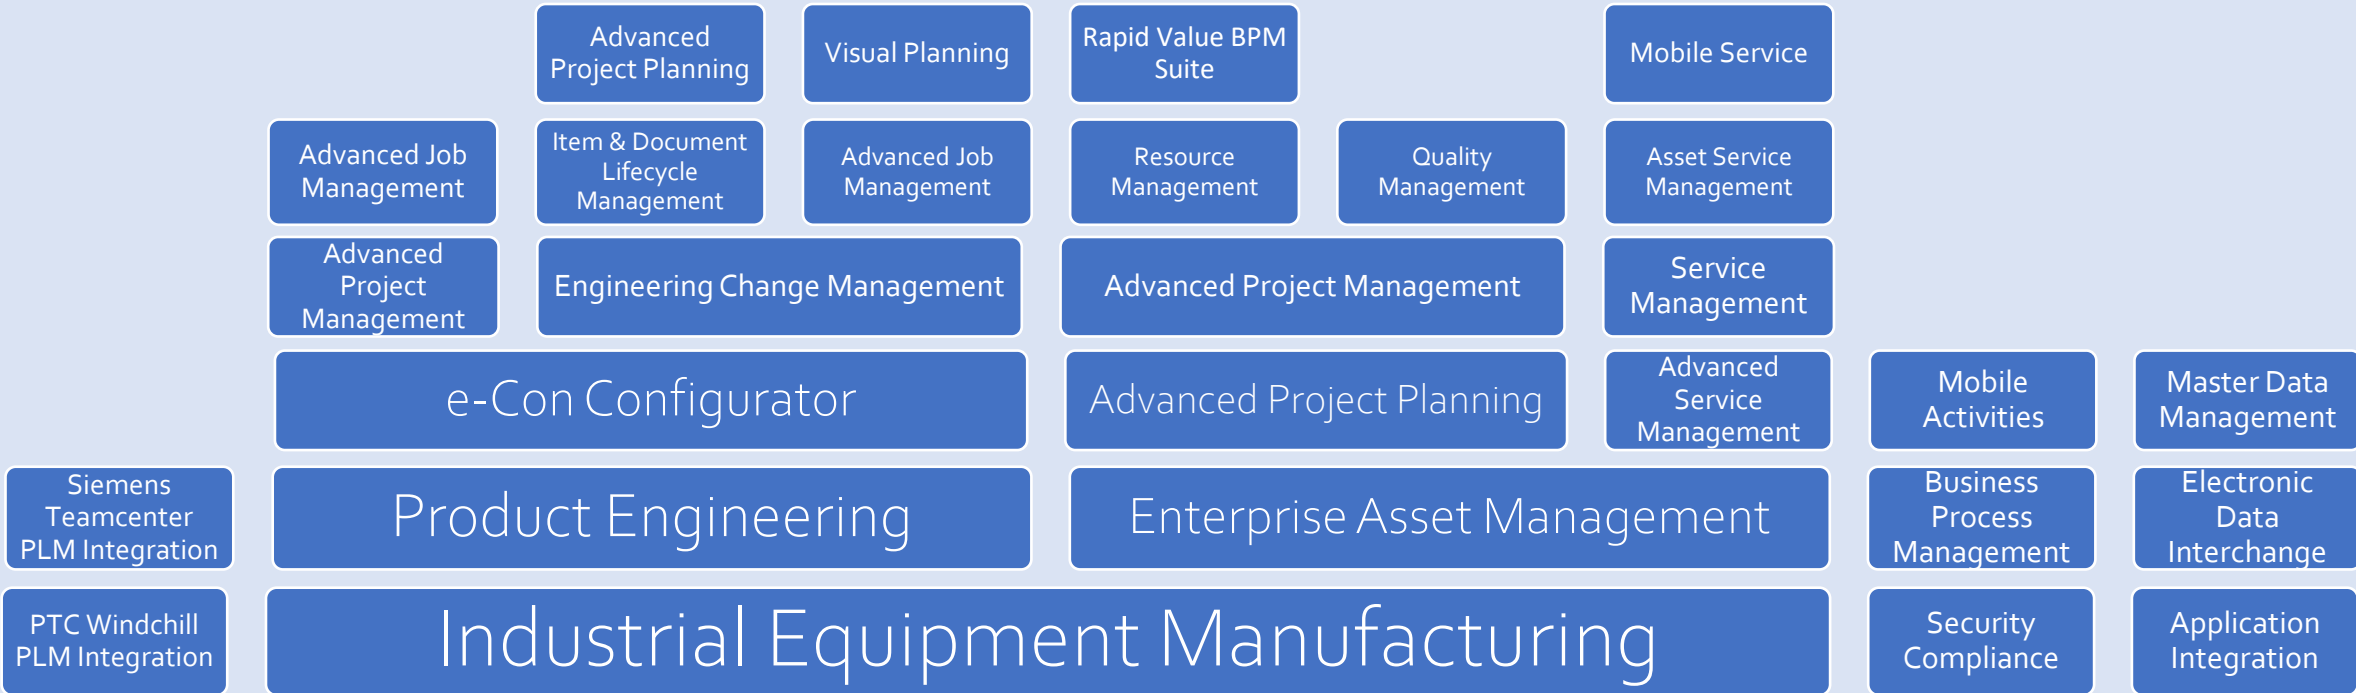 Advanced
Project Planning
Visual Planning
Rapid Value BPM
Suite
Mobile Service
Advanced Job
Management
Item & Document
Lifecycle
Management
Advanced Job
Management
Resource
Management
Quality
Management
Asset Service
Management
Advanced
Project
Management
Engineering Change Management
Advanced Project Management
Service
Management
e-Con Configurator
Advanced Project Planning
Advanced
Service
Management
Mobile
Activities
Master Data
Management
Siemens
Teamcenter
PLM Integration
Product Engineering
Enterprise Asset Management
Business
Process
Management
Electronic
Data
Interchange
PTC Windchill
PLM Integration
Industrial Equipment Manufacturing
Security
Compliance
Application
Integration